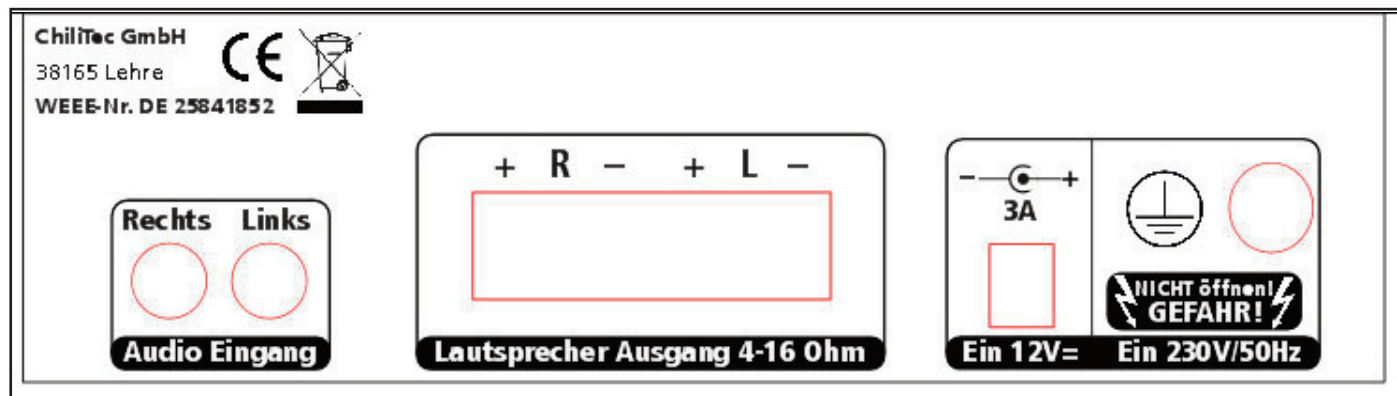 ChiliTec GmbH
38165 Lehre
WEEE-Nr. DE 25841852
CE
Rechts Links
Audio Eingang
+ R − + L −
Lautsprecher Ausgang 4-16 Ohm
− +
3A
Ein 12V=
NICHT öffnen!
GEFAHR!
Ein 230V/50Hz